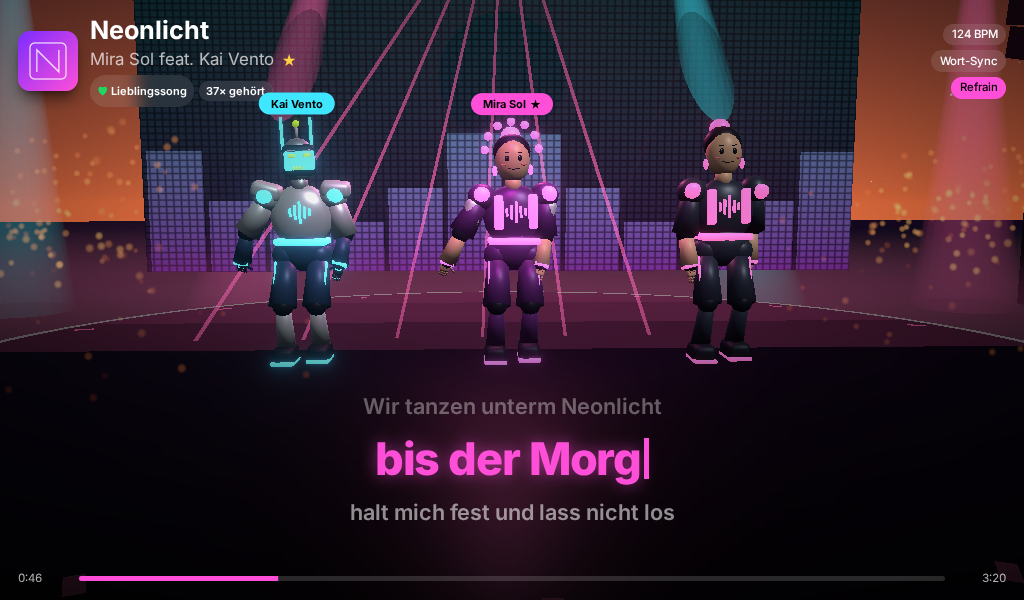 N
Neonlicht
Mira Sol feat. Kai Vento ★
Lieblingssong
37× gehört
124 BPM
Wort-Sync
Refrain
Kai Vento
Mira Sol ★
Wir tanzen unterm Neonlicht
bis der Morg
halt mich fest und lass nicht los
0:46
3:20